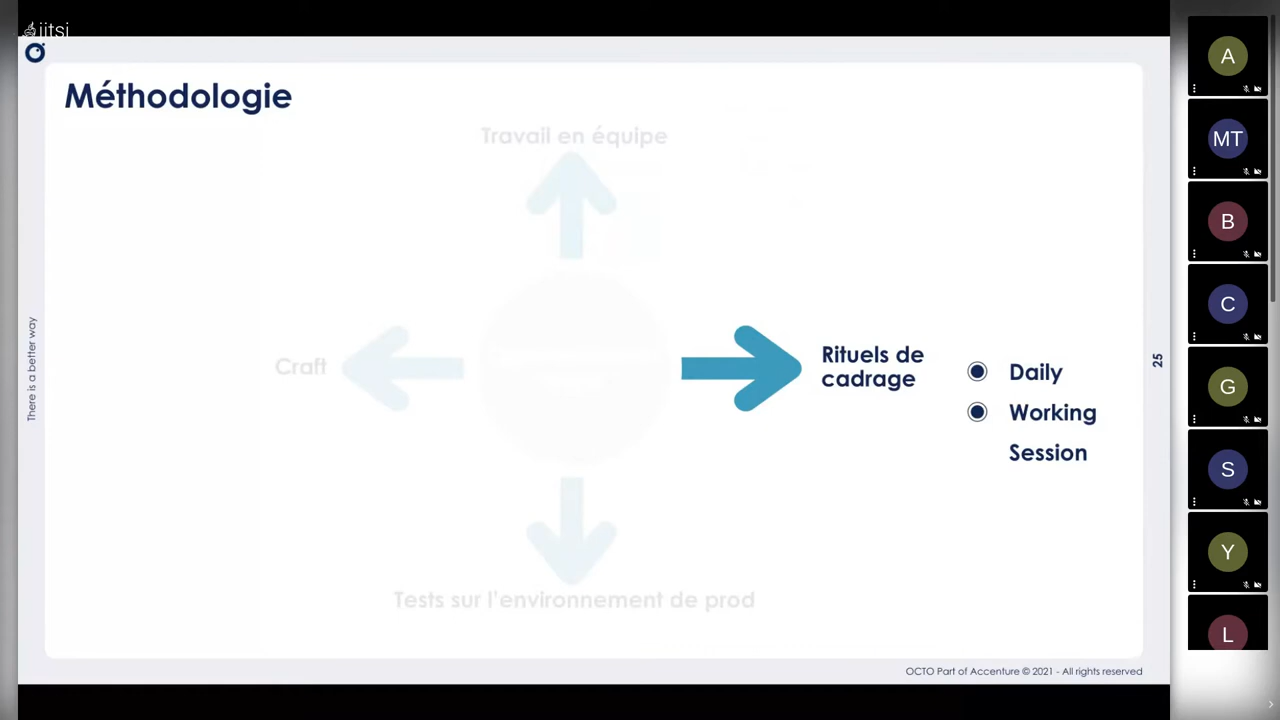 jitsi
Méthodologie
Travail en équipe
Craft
Rituels de
cadrage
Daily
Working
Session
Tests sur l'environnement de prod
There is a better way
25
OCTO Part of Accenture © 2021 - All rights reserved
A
MT
B
C
G
S
Y
L